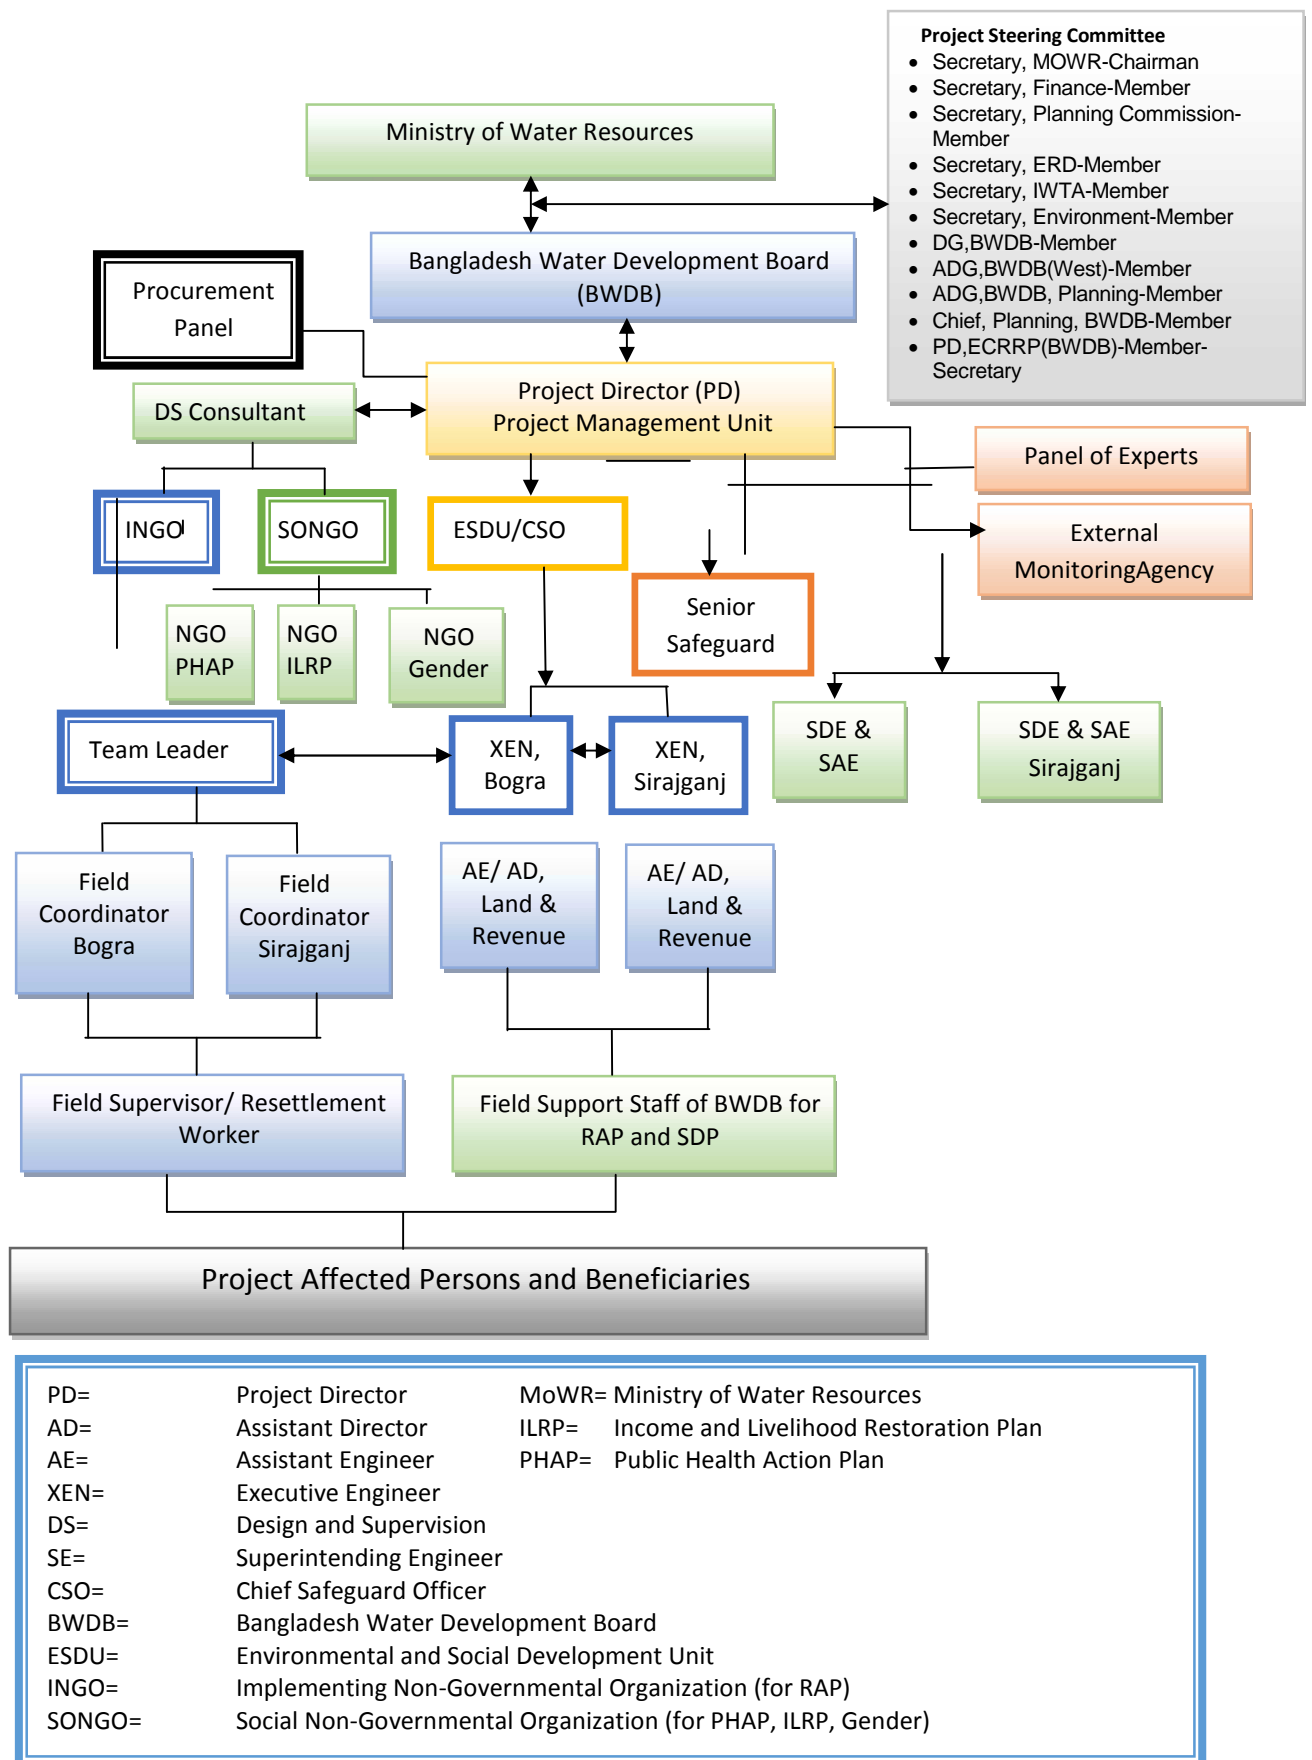 Project Steering Committee
• Secretary, MOWR-Chairman
• Secretary, Finance-Member
• Secretary, Planning Commission-
Member
• Secretary, ERD-Member
• Secretary, IWTA-Member
• Secretary, Environment-Member
• DG,BWDB-Member
• ADG,BWDB(West)-Member
• ADG,BWDB, Planning-Member
• Chief, Planning, BWDB-Member
• PD,ECRRP(BWDB)-Member-
Secretary
Ministry of Water Resources
Bangladesh Water Development Board
(BWDB)
Procurement
Panel
Project Director (PD)
Project Management Unit
DS Consultant
Panel of Experts
External
MonitoringAgency
INGO
SONGO
ESDU/CSO
Senior
Safeguard
NGO
PHAP
NGO
ILRP
NGO
Gender
Team Leader
XEN,
Bogra
XEN,
Sirajganj
SDE &
SAE
SDE & SAE
Sirajganj
Field
Coordinator
Bogra
Field
Coordinator
Sirajganj
AE/ AD,
Land &
Revenue
AE/ AD,
Land &
Revenue
Field Supervisor/ Resettlement
Worker
Field Support Staff of BWDB for
RAP and SDP
Project Affected Persons and Beneficiaries
PD= Project Director MoWR= Ministry of Water Resources
AD= Assistant Director ILRP= Income and Livelihood Restoration Plan
AE= Assistant Engineer PHAP= Public Health Action Plan
XEN= Executive Engineer
DS= Design and Supervision
SE= Superintending Engineer
CSO= Chief Safeguard Officer
BWDB= Bangladesh Water Development Board
ESDU= Environmental and Social Development Unit
INGO= Implementing Non-Governmental Organization (for RAP)
SONGO= Social Non-Governmental Organization (for PHAP, ILRP, Gender)